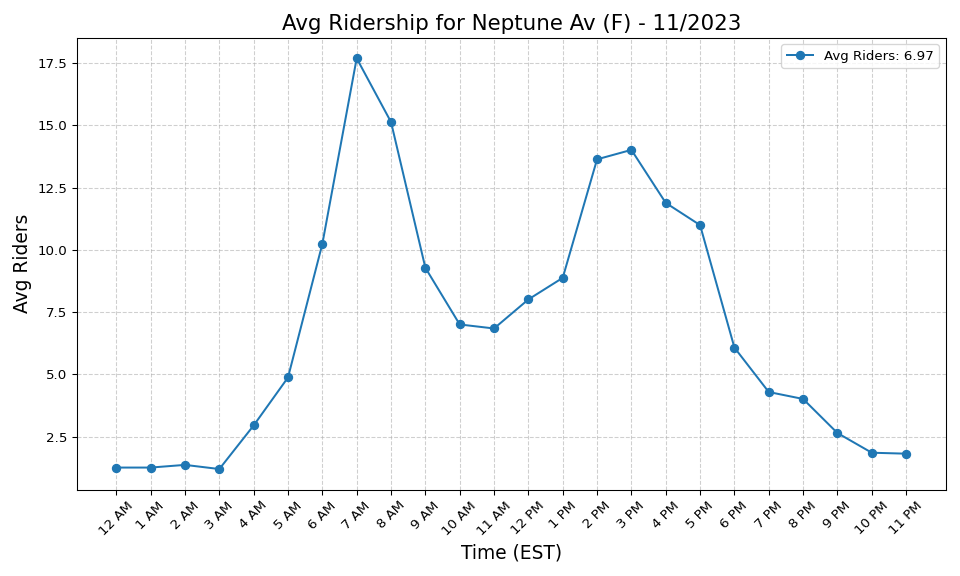 Avg Ridership for Neptune Av (F) - 11/2023
Avg Riders: 6.97
Avg Riders
17.5
15.0
12.5
10.0
7.5
5.0
2.5
12 AM
1 AM
2 AM
3 AM
4 AM
5 AM
6 AM
7 AM
8 AM
9 AM
10 AM
11 AM
12 PM
1 PM
2 PM
3 PM
4 PM
5 PM
6 PM
7 PM
8 PM
9 PM
10 PM
11 PM
Time (EST)